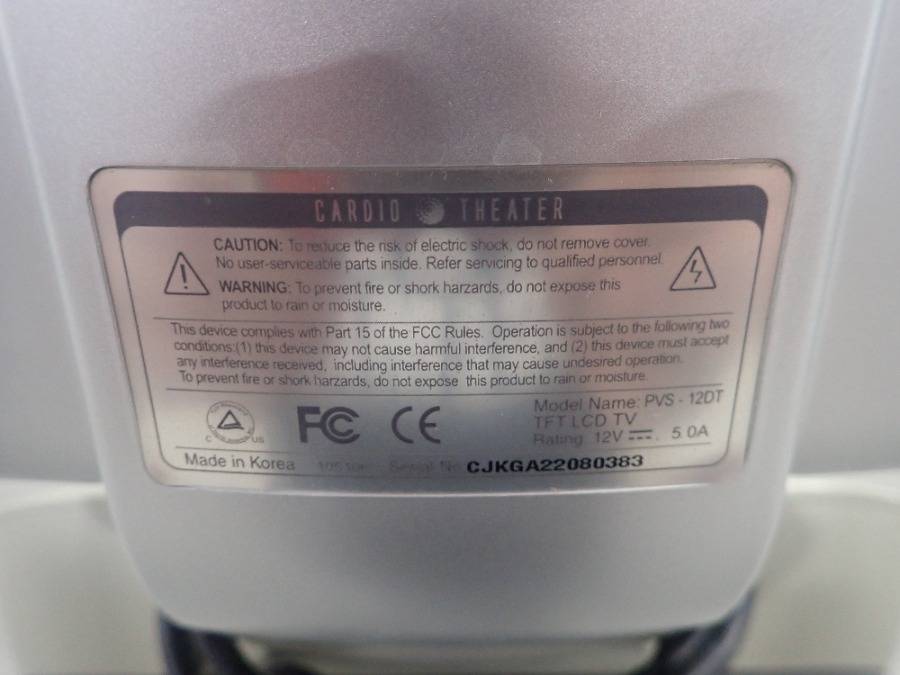 CARDIO THEATER
CAUTION: To reduce the risk of electric shock, do not remove cover.
No user-serviceable parts inside. Refer servicing to qualified personnel.
WARNING: To prevent fire or shork harzards, do not expose this
product to rain or moisture.
This device complies with Part 15 of the FCC Rules. Operation is subject to the following two
conditions:(1) this device may not cause harmful interference, and (2) this device must accept
any interference received, including interference that may cause undesired operation.
To prevent fire or shork harzards, do not expose this product to rain or moisture.
C US
FC CE
Model Name: PVS - 12DT
TFT LCD TV
Rating: 12V 5.0A
Made in Korea Serial No CJKGA22080383